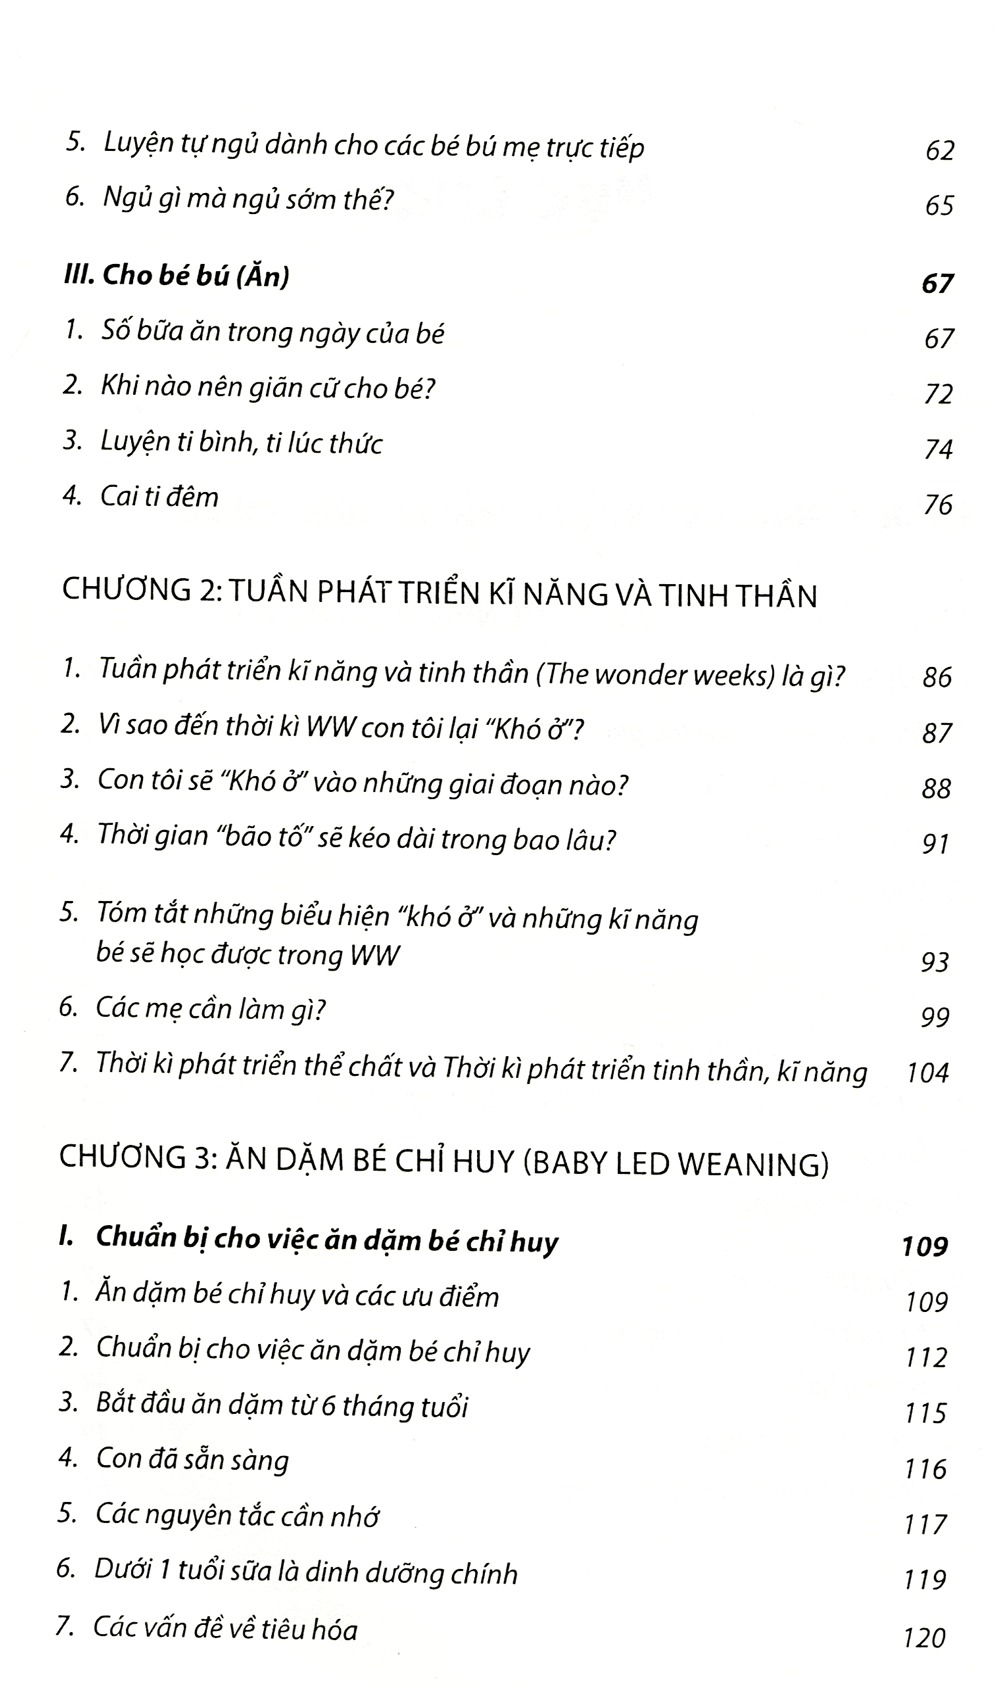 5. Luyện tự ngủ dành cho các bé bú mẹ trực tiếp 62
6. Ngủ gì mà ngủ sớm thế? 65
III. Cho bé bú (Ăn) 67
1. Số bữa ăn trong ngày của bé 67
2. Khi nào nên giãn cữ cho bé? 72
3. Luyện ti bình, ti lúc thức 74
4. Cai ti đêm 76
CHƯƠNG 2: TUẦN PHÁT TRIỂN KĨ NĂNG VÀ TINH THẦN
1. Tuần phát triển kĩ năng và tinh thần (The wonder weeks) là gì? 86
2. Vì sao đến thời kì WW con tôi lại “Khó ở”? 87
3. Con tôi sẽ “Khó ở” vào những giai đoạn nào? 88
4. Thời gian “bão tố” sẽ kéo dài trong bao lâu? 91
5. Tóm tắt những biểu hiện “khó ở” và những kĩ năng
bé sẽ học được trong WW 93
6. Các mẹ cần làm gì? 99
7. Thời kì phát triển thể chất và Thời kì phát triển tinh thần, kĩ năng 104
CHƯƠNG 3: ĂN DẶM BÉ CHỈ HUY (BABY LED WEANING)
I. Chuẩn bị cho việc ăn dặm bé chỉ huy 109
1. Ăn dặm bé chỉ huy và các ưu điểm 109
2. Chuẩn bị cho việc ăn dặm bé chỉ huy 112
3. Bắt đầu ăn dặm từ 6 tháng tuổi 115
4. Con đã sẵn sàng 116
5. Các nguyên tắc cần nhớ 117
6. Dưới 1 tuổi sữa là dinh dưỡng chính 119
7. Các vấn đề về tiêu hóa 120